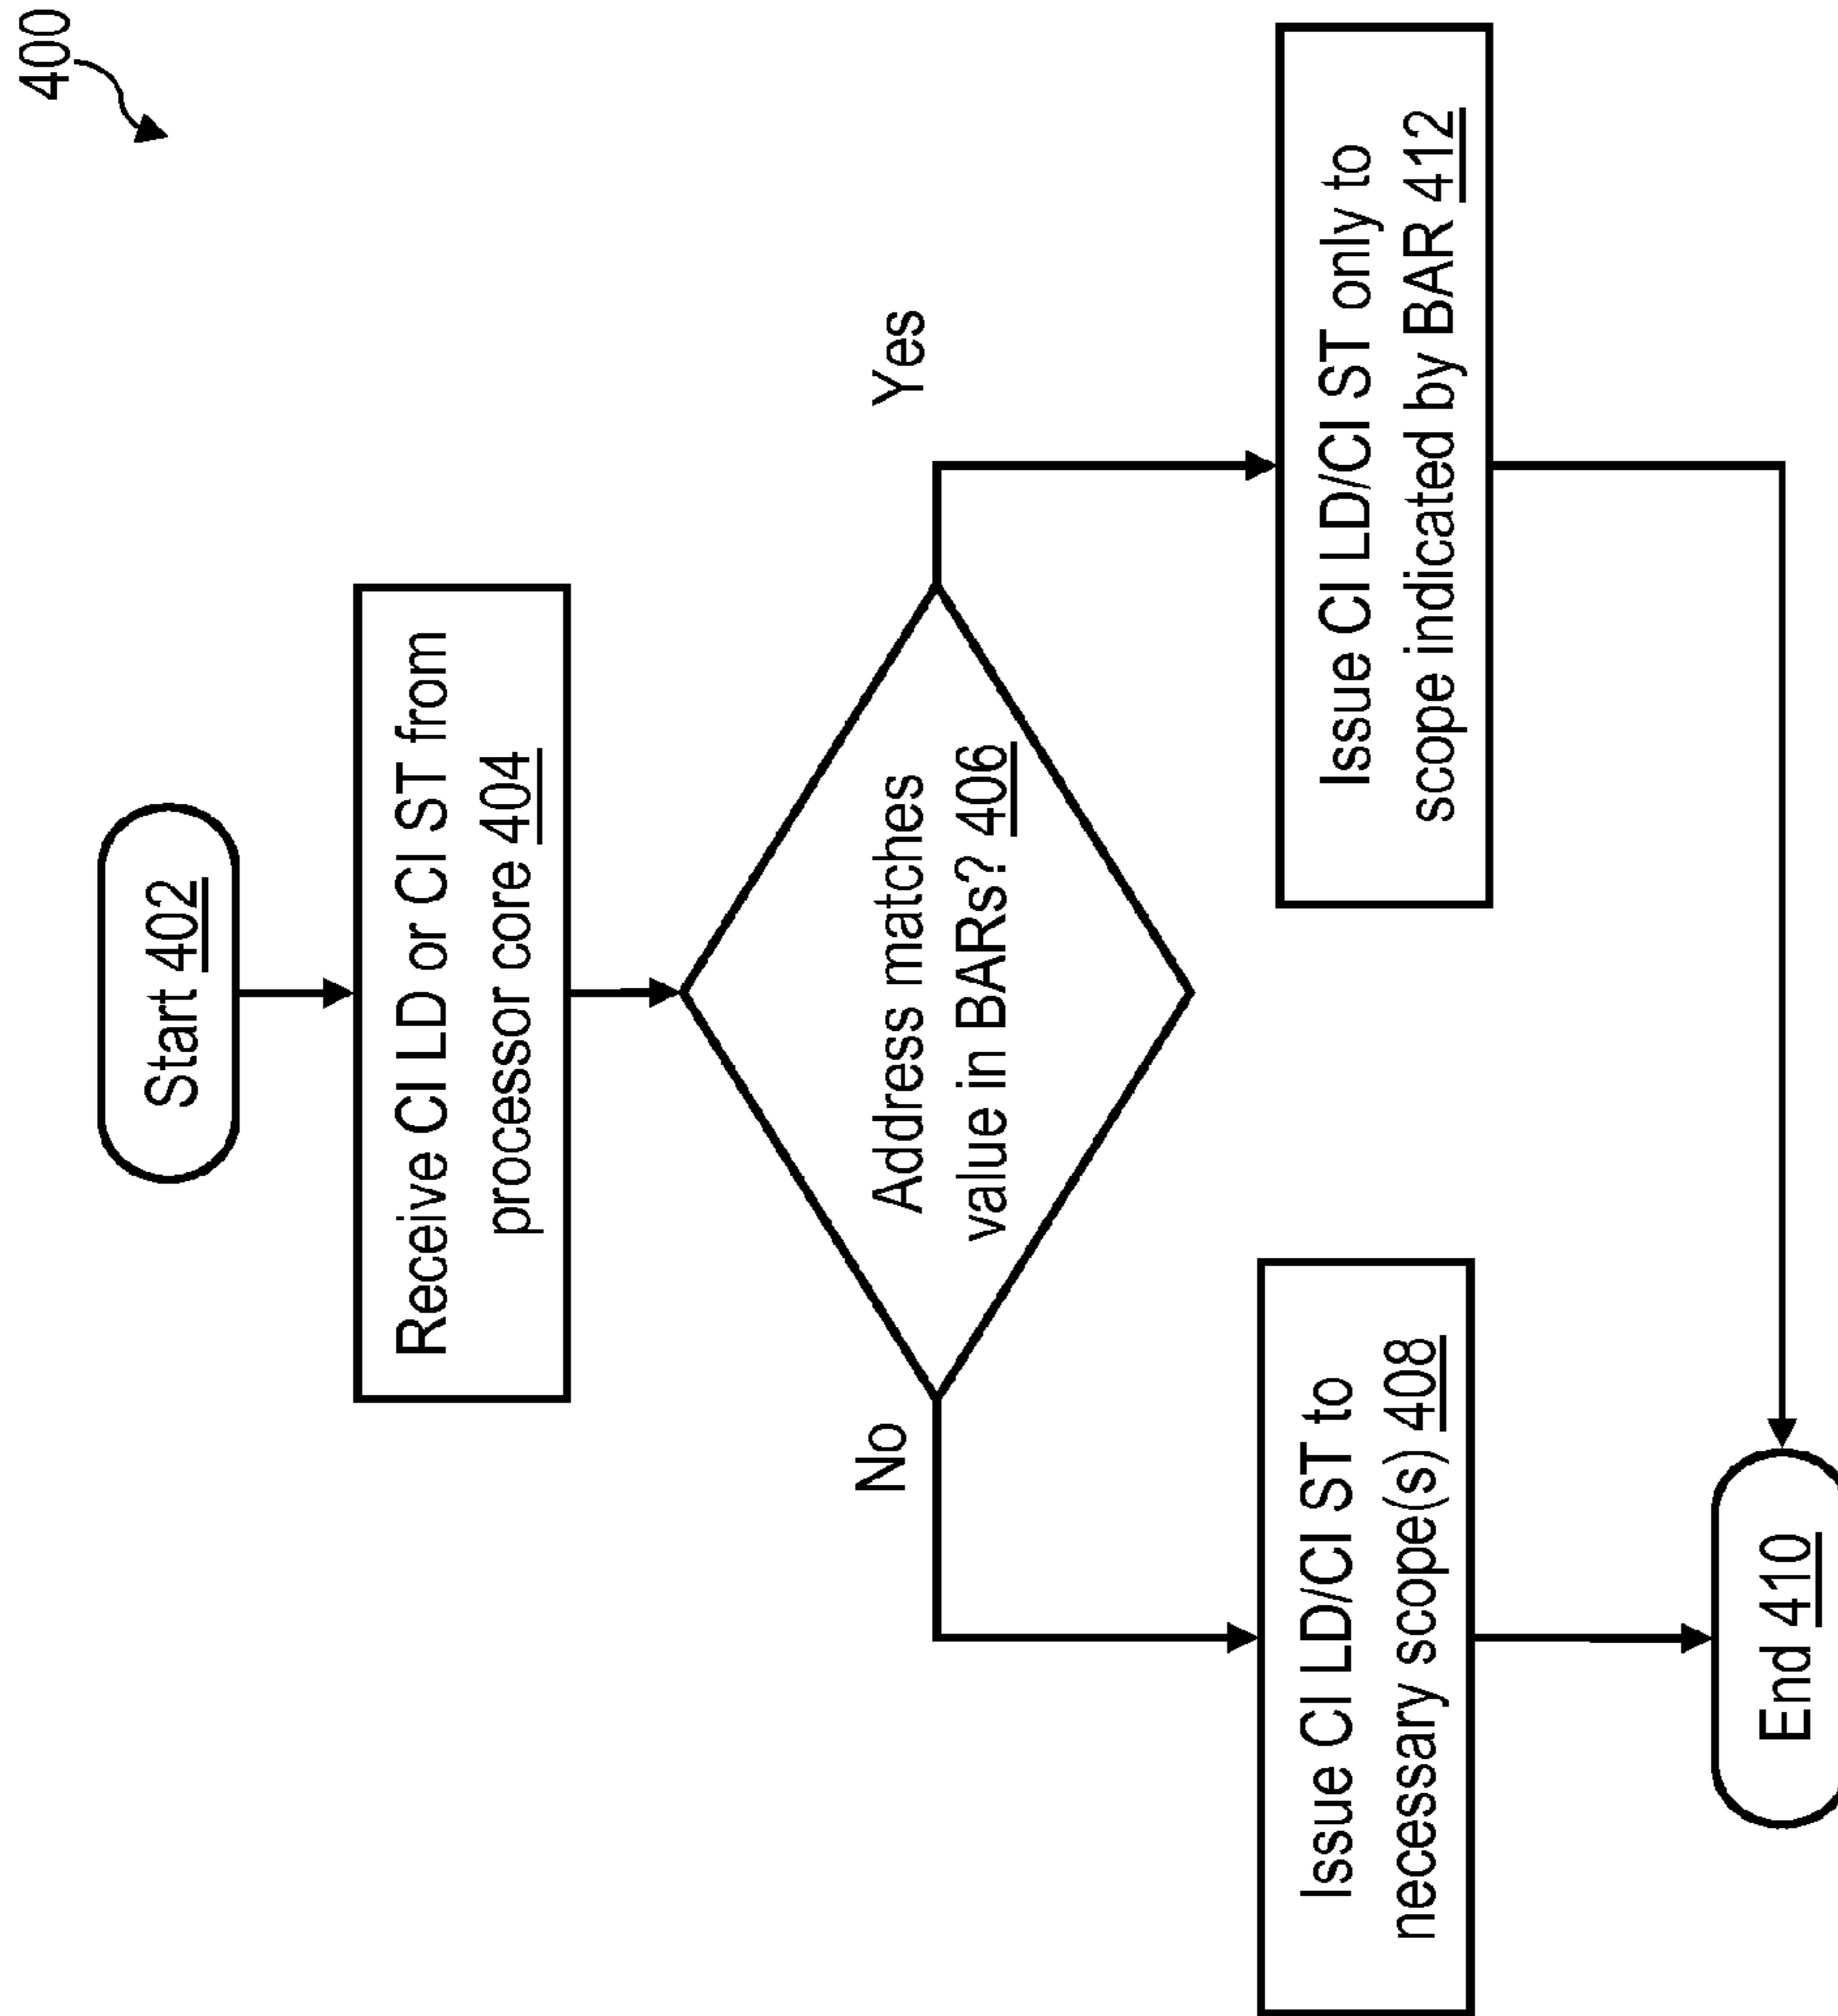 400
Start 402
Receive CI LD or CI ST from
processor core 404
Address matches
value in BARs? 406
No
Yes
Issue CI LD/CI ST to
necessary scope(s) 408
Issue CI LD/CI ST only to
scope indicated by BAR 412
End 410